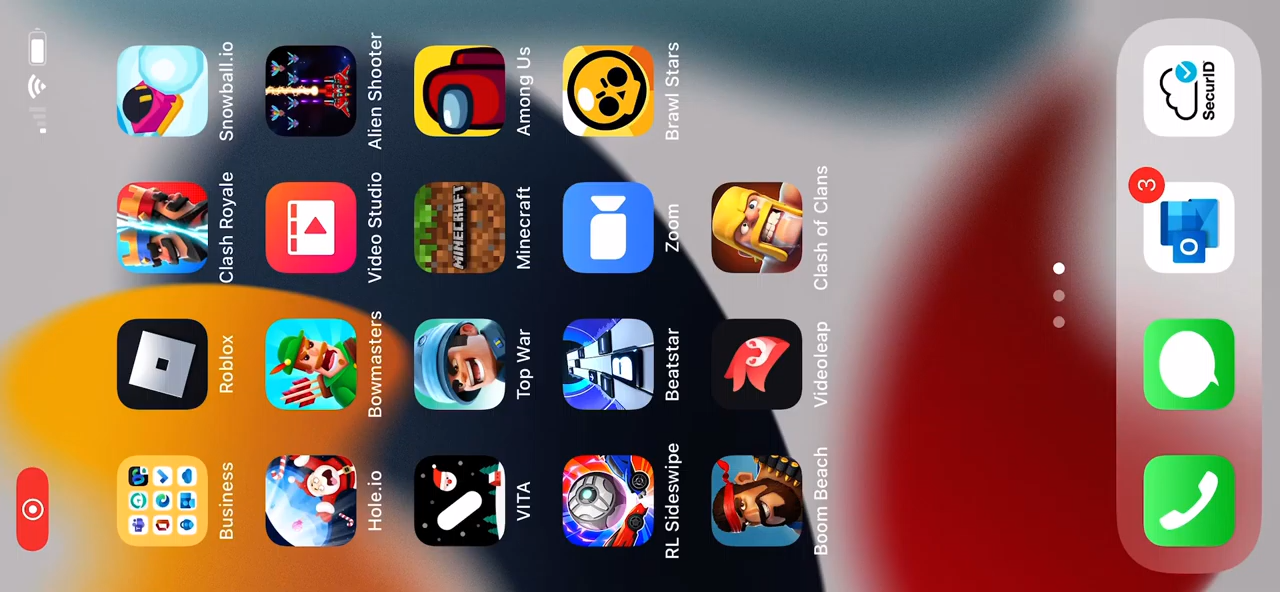 Business
Roblox
Clash Royale
Snowball.io
Hole.io
Bowmasters
Video Studio
Alien Shooter
VITA
Top War
MINECRAFT
Minecraft
Among Us
RL Sideswipe
Beatstar
Zoom
Brawl Stars
Boom Beach
Videoleap
Clash of Clans
3
O
SecurID